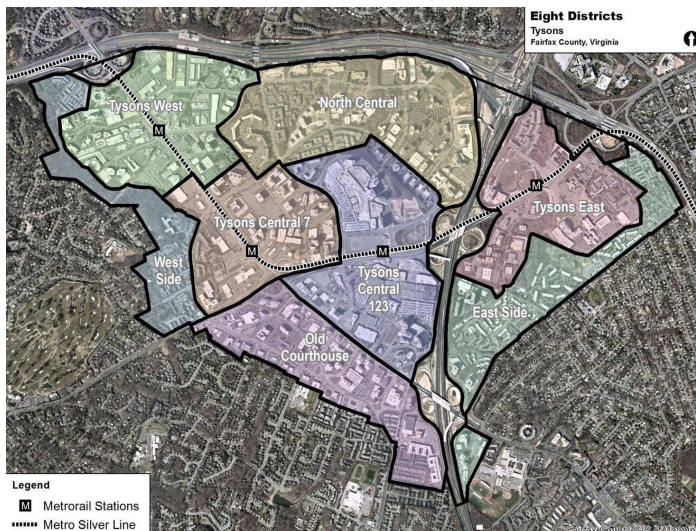 Eight Districts
Tysons
Fairfax County, Virginia
North Central
Tysons West
M
M
Tysons East
Tysons Central 7
M
M
West
Side
Tysons
Central
123
East Side
Old
Courthouse
Legend
M Metrorail Stations
Metro Silver Line